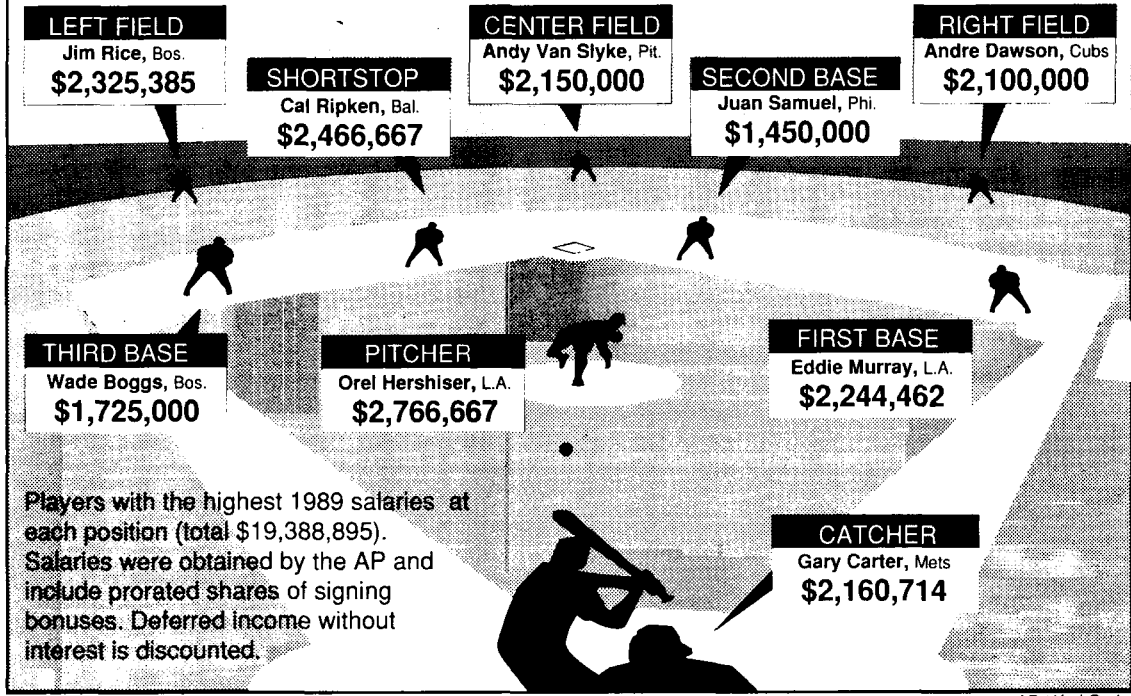 LEFT FIELD
Jim Rice, Bos.
$2,325,385
SHORTSTOP
Cal Ripken, Bal.
$2,466,667
CENTER FIELD
Andy Van Slyke, Pit.
$2,150,000
SECOND BASE
Juan Samuel, Phi.
$1,450,000
RIGHT FIELD
Andre Dawson, Cubs
$2,100,000
THIRD BASE
Wade Boggs, Bos.
$1,725,000
PITCHER
Orel Hershiser, L.A.
$2,766,667
FIRST BASE
Eddie Murray, L.A.
$2,244,462
Players with the highest 1989 salaries at
each position (total $19,388,895).
Salaries were obtained by the AP and
include prorated shares of signing
bonuses. Deferred income without
interest is discounted.
CATCHER
Gary Carter, Mets
$2,160,714